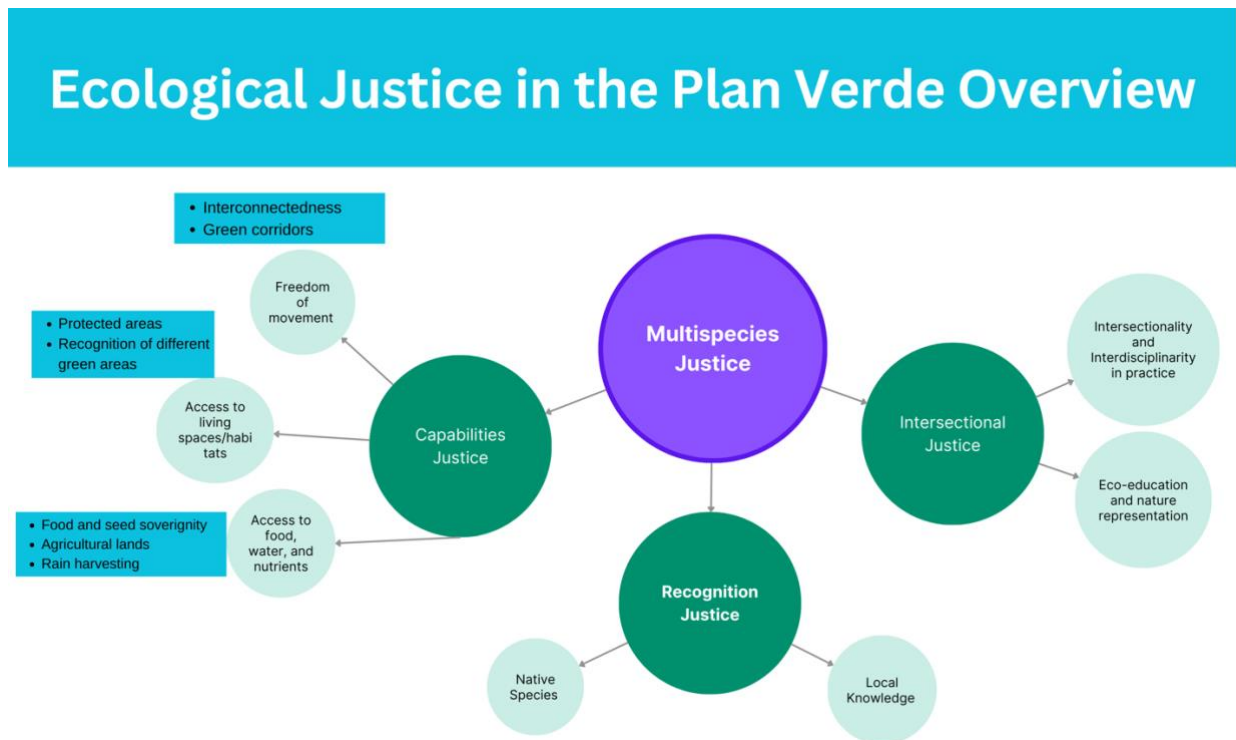 Ecological Justice in the Plan Verde Overview
• Interconnectedness
• Green corridors
Freedom
of
movement
• Protected areas
• Recognition of different
green areas
Access to
living
spaces/habi
tats
• Food and seed soverignity
• Agricultural lands
• Rain harvesting
Access to
food,
water, and
nutrients
Capabilities
Justice
Multispecies
Justice
Intersectional
Justice
Intersectionality
and
Interdisciplinarity
in practice
Eco-education
and nature
representation
Recognition
Justice
Native
Species
Local
Knowledge